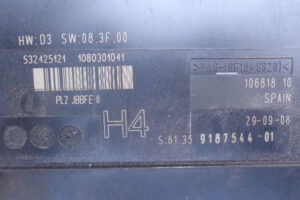 HW:03 SW:08.3F.00
532425121 1080301041
PL2 JBBFE II
H4
106818 10
SPAIN
29-09-08
S 61.35 9187544-01